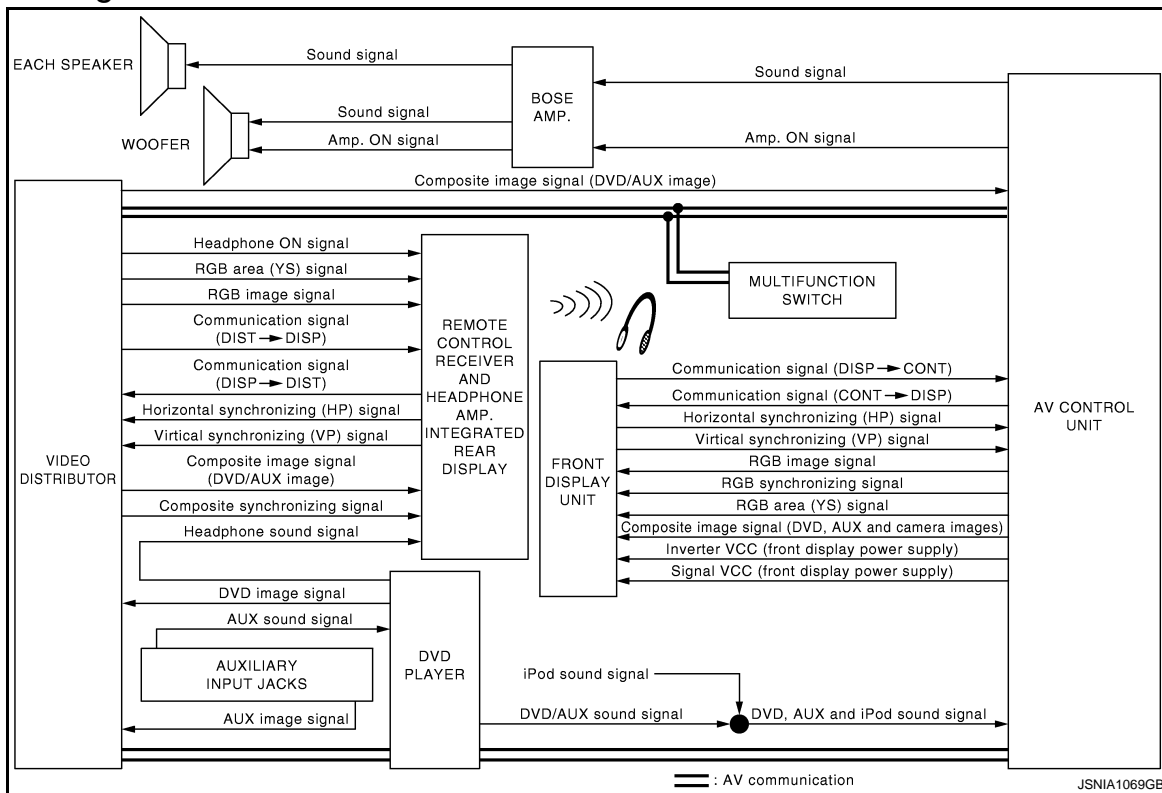 EACH SPEAKER
Sound signal
BOSE
AMP.
Sound signal
WOOFER
Sound signal
Amp. ON signal
Amp. ON signal
Composite image signal (DVD/AUX image)
VIDEO
DISTRIBUTOR
Headphone ON signal
RGB area (YS) signal
RGB image signal
Communication signal
(DIST→DISP)
Communication signal
(DISP→DIST)
Horizontal synchronizing (HP) signal
Virtical synchronizing (VP) signal
Composite image signal
(DVD/AUX image)
Composite synchronizing signal
Headphone sound signal
REMOTE
CONTROL
RECEIVER
AND
HEADPHONE
AMP.
INTEGRATED
REAR
DISPLAY
MULTIFUNCTION
SWITCH
FRONT
DISPLAY
UNIT
Communication signal (DISP→CONT)
Communication signal (CONT→DISP)
Horizontal synchronizing (HP) signal
Virtical synchronizing (VP) signal
RGB image signal
RGB synchronizing signal
RGB area (YS) signal
Composite image signal (DVD, AUX and camera images)
Inverter VCC (front display power supply)
Signal VCC (front display power supply)
AV CONTROL
UNIT
DVD image signal
AUX sound signal
AUXILIARY
INPUT JACKS
AUX image signal
DVD
PLAYER
iPod sound signal
DVD/AUX sound signal
DVD, AUX and iPod sound signal
: AV communication
JSNIA1069GB